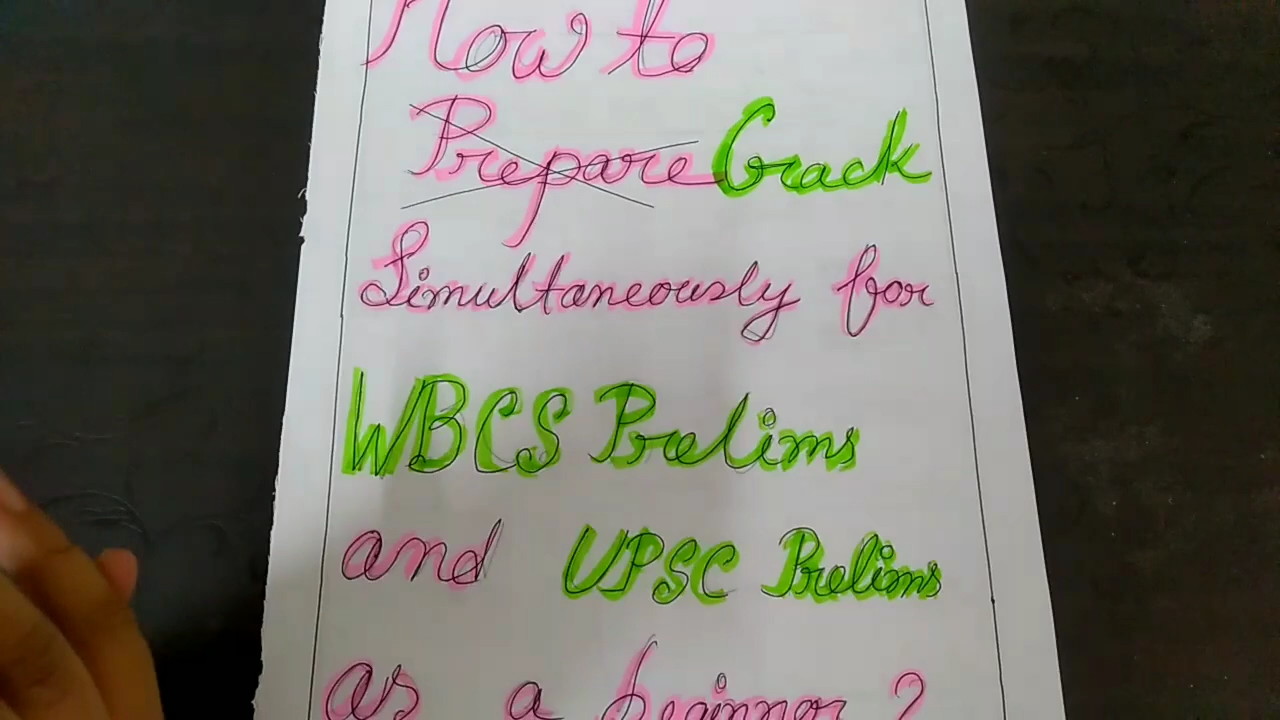 How to
Prepare Crack
Simultaneously for
WBCS Prelims
and UPSC Prelims
as a beginner?